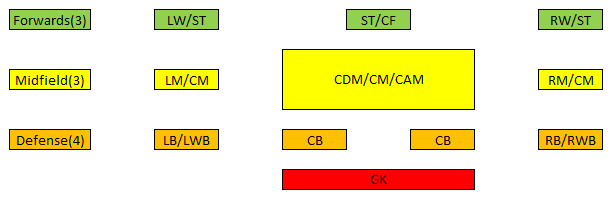 Forwards(3) LW/ST ST/CF RW/ST
Midfield(3) LM/CM CDM/CM/CAM RM/CM
Defense(4) LB/LWB CB CB RB/RWB
GK